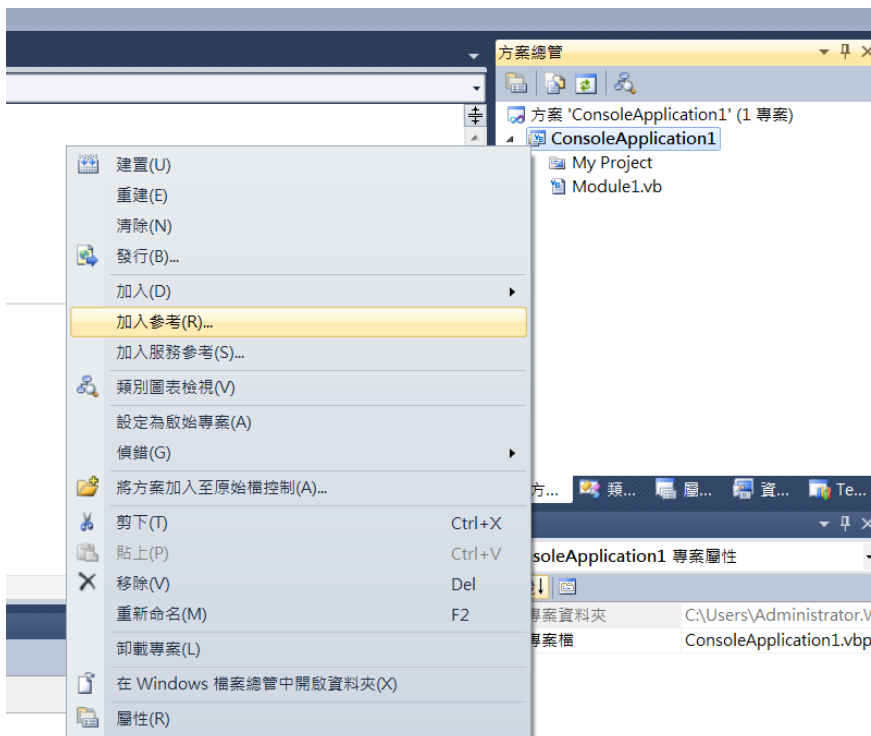 方案總管
方案 'ConsoleApplication1' (1 專案)
ConsoleApplication1
My Project
Module1.vb
建置(U)
重建(E)
清除(N)
發行(B)...
加入(D)
加入參考(R)...
加入服務參考(S)...
類別圖表檢視(V)
設定為啟始專案(A)
偵錯(G)
將方案加入至原始檔控制(A)...
剪下(T) Ctrl+X
貼上(P) Ctrl+V
移除(V) Del
重新命名(M) F2
卸載專案(L)
在 Windows 檔案總管中開啟資料夾(X)
屬性(R)
方... 類... 屬... 資... Te...
soleApplication1 專案屬性
專案資料夾 C:\Users\Administrator.
專案檔 ConsoleApplication1.vbp